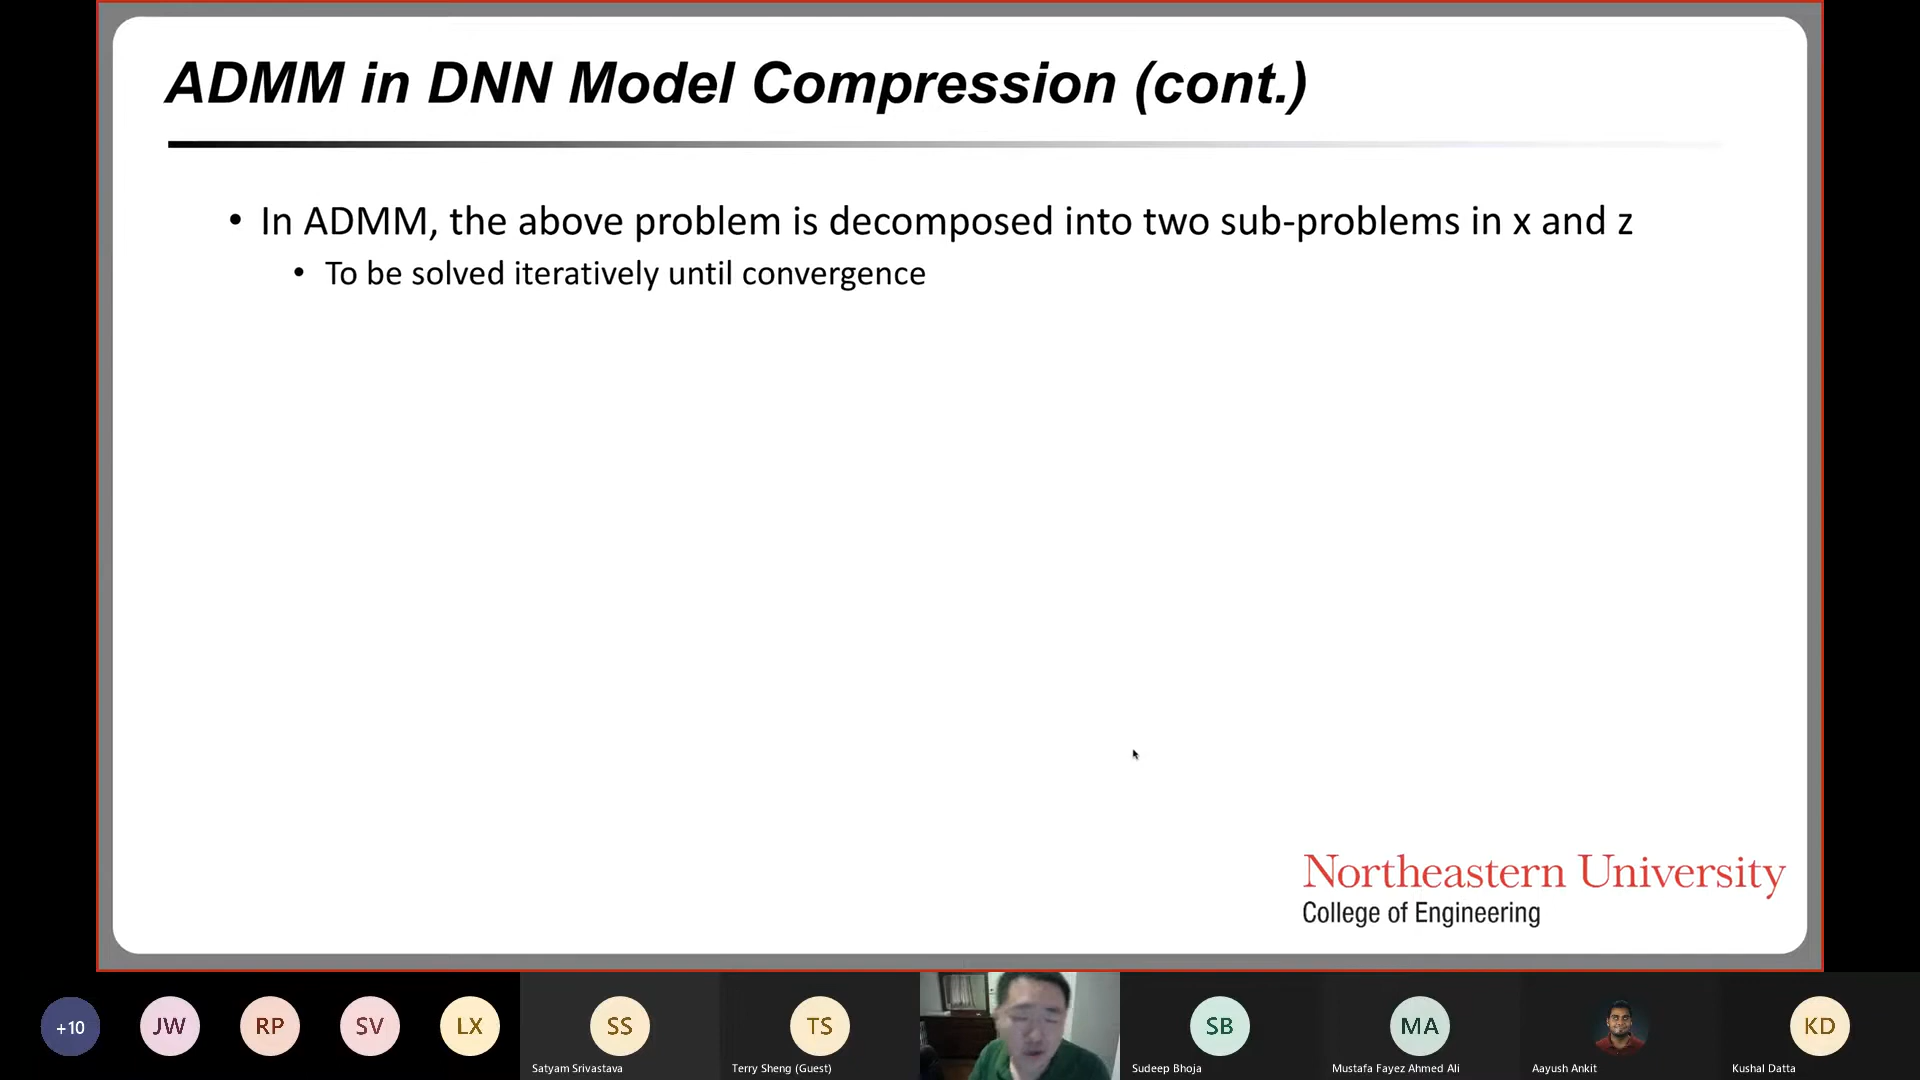 ADMM in DNN Model Compression (cont.)
• In ADMM, the above problem is decomposed into two sub-problems in x and z
• To be solved iteratively until convergence
Northeastern University
College of Engineering
+10
JW
RP
SV
LX
SS
TS
SB
MA
KD
Satyam Srivastava
Terry Sheng (Guest)
Sudeep Bhoja
Mustafa Fayez Ahmed Ali
Aayush Ankit
Kushal Datta